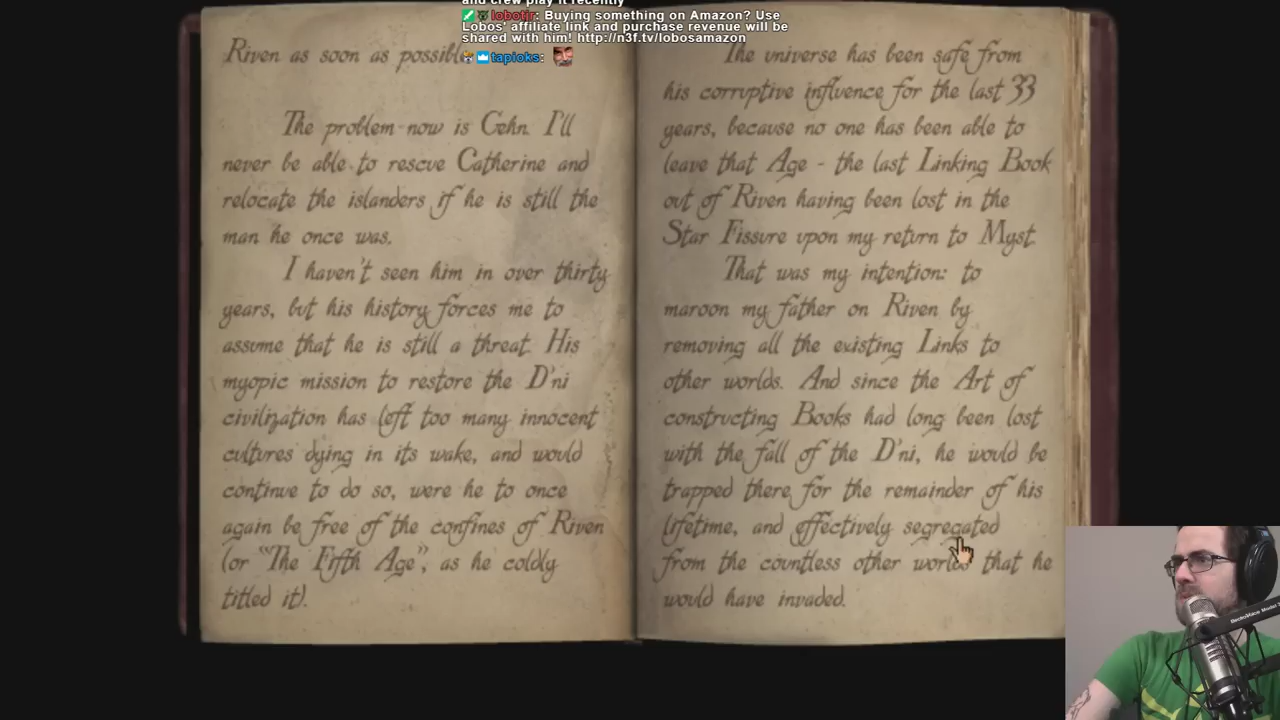 and crew play it recently
lobotjr: Buying something on Amazon? Use
Lobos' affiliate link and purchase revenue will be
shared with him! http://n3f.tv/lobosamazon
tapioks:
Riven as soon as possible
The problem now is Gehn. I'll
never be able to rescue Catherine and
relocate the islanders if he is still the
man he once was.
I haven't seen him in over thirty
years, but his history forces me to
assume that he is still a threat. His
myopic mission to restore the D'ni
civilization has left too many innocent
cultures dying in its wake, and would
continue to do so, were he to once
again be free of the confines of Riven
(or "The Fifth Age", as he coldly
titled it).
The universe has been safe from
his corruptive influence for the last 33
years, because no one has been able to
leave that Age - the last Linking Book
out of Riven having been lost in the
Star Fissure upon my return to Myst.
That was my intention: to
maroon my father on Riven by
removing all the existing Links to
other worlds. And since the Art of
constructing Books had long been lost
with the fall of the D'ni, he would be
trapped there for the remainder of his
lifetime, and effectively segregated
from the countless other worlds that he
would have invaded.